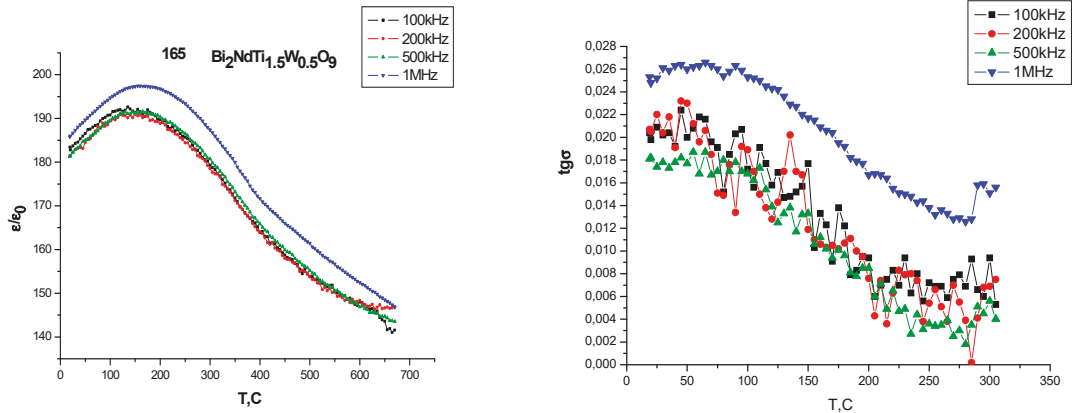 165 Bi2NdTi1.5W0.5O9
100kHz
200kHz
500kHz
1MHz
ε/ε0
200
190
180
170
160
150
140
0 100 200 300 400 500 600 700
T,C
100kHz
200kHz
500kHz
1MHz
tgσ
0,028
0,026
0,024
0,022
0,020
0,018
0,016
0,014
0,012
0,010
0,008
0,006
0,004
0,002
0,000
0 50 100 150 200 250 300 350
T,C